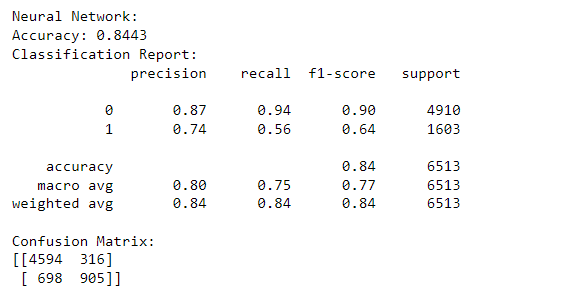 Neural Network:
Accuracy: 0.8443
Classification Report:
              precision    recall  f1-score   support

           0       0.87      0.94      0.90      4910
           1       0.74      0.56      0.64      1603

    accuracy                           0.84      6513
   macro avg       0.80      0.75      0.77      6513
weighted avg       0.84      0.84      0.84      6513

Confusion Matrix:
[[4594  316]
 [ 698  905]]